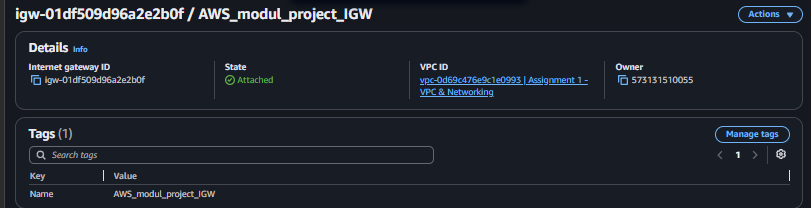 igw-01df509d96a2e2b0f / AWS_modul_project_IGW
Actions
Details Info
Internet gateway ID
igw-01df509d96a2e2b0f
State
Attached
VPC ID
vpc-0d69c476e9c1e0993 | Assignment 1 -
VPC & Networking
Owner
573131510055
Tags (1)
Manage tags
Search tags
1
Key Value
Name AWS_modul_project_IGW